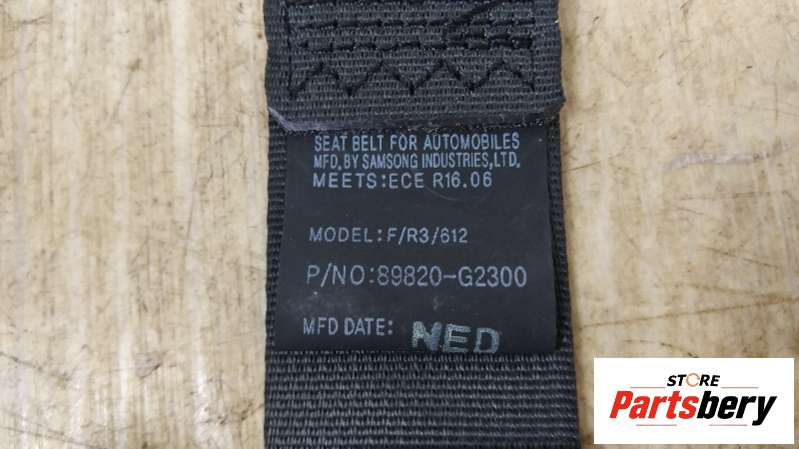 SEAT BELT FOR AUTOMOBILES
MFD. BY SAMSONG INDUSTRIES,LTD.
MEETS:ECE R16.06
MODEL:F/R3/612
P/NO:89820-G2300
MFD DATE: NED
STORE
Partsbery